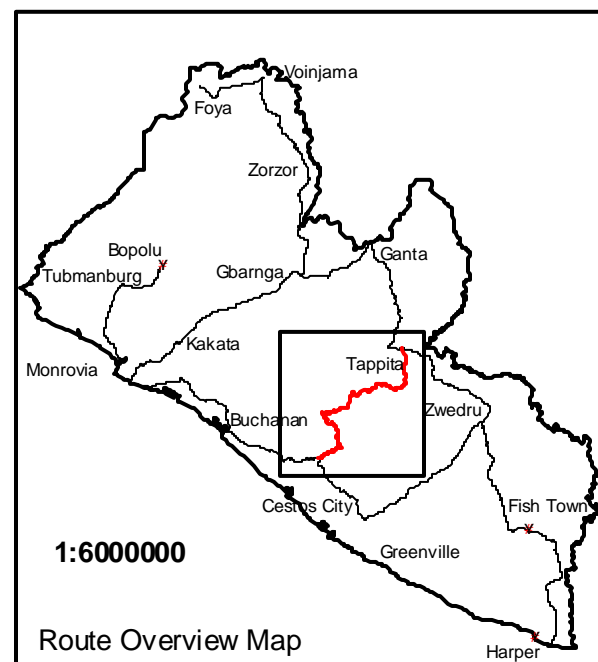 Voinjama
Foya
Zorzor
Bopolu
Ganta
Tubmanburg
Gbarnga
Kakata
Monrovia
Tappita
Buchanan
Zwedru
Cestos City
Fish Town
1:6000000
Greenville
Route Overview Map
Harper